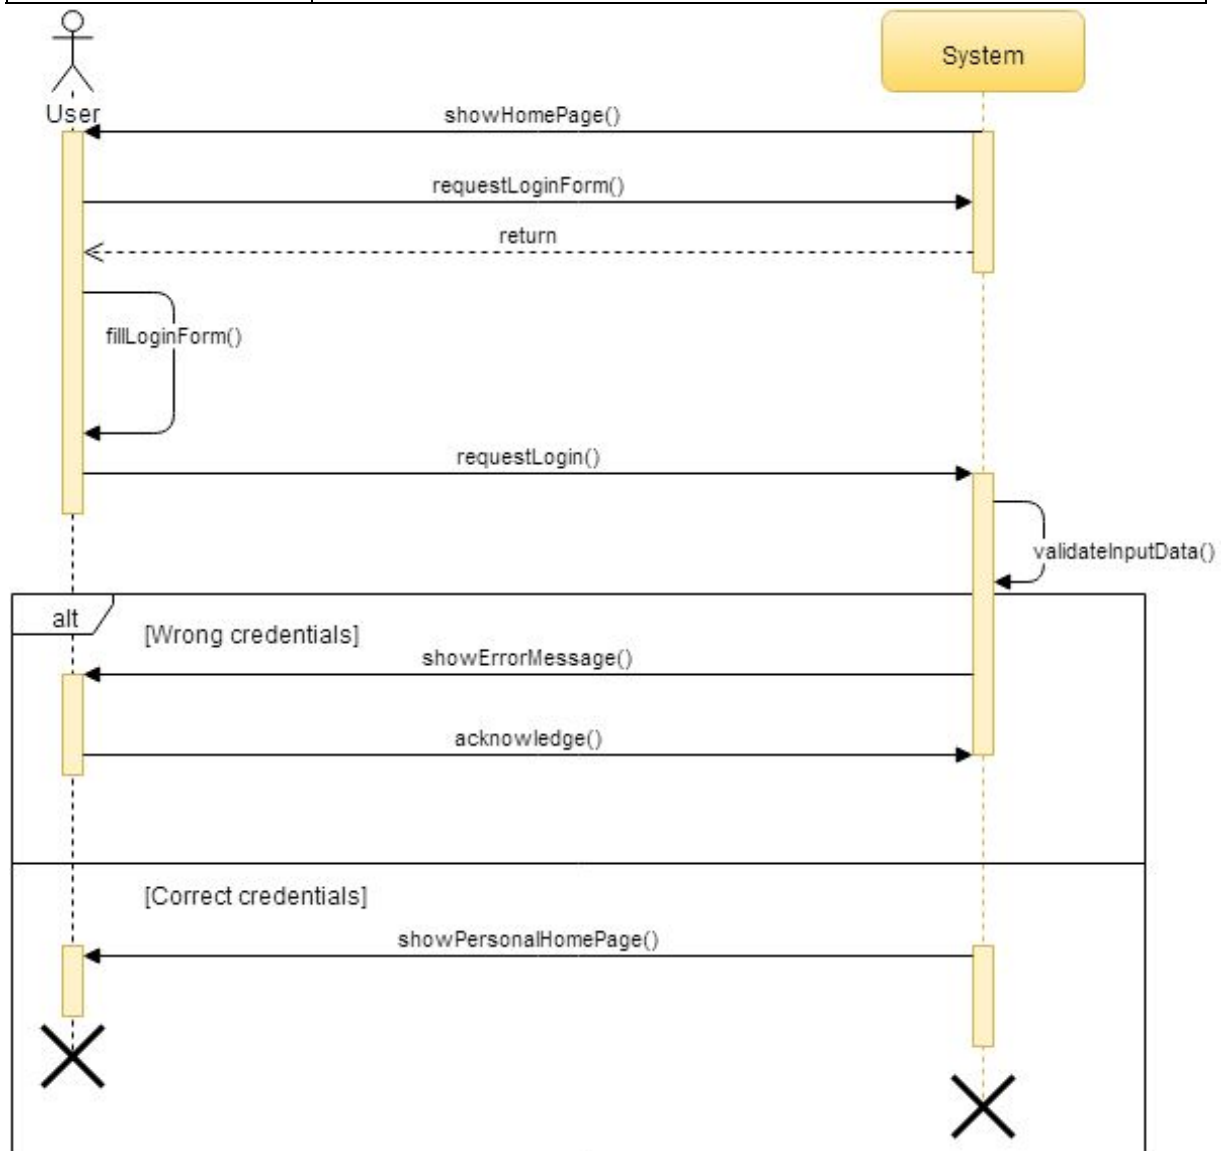 System
User
showHomePage()
requestLoginForm()
return
fillLoginForm()
requestLogin()
validateInputData()
alt
[Wrong credentials]
showErrorMessage()
acknowledge()
[Correct credentials]
showPersonalHomePage()